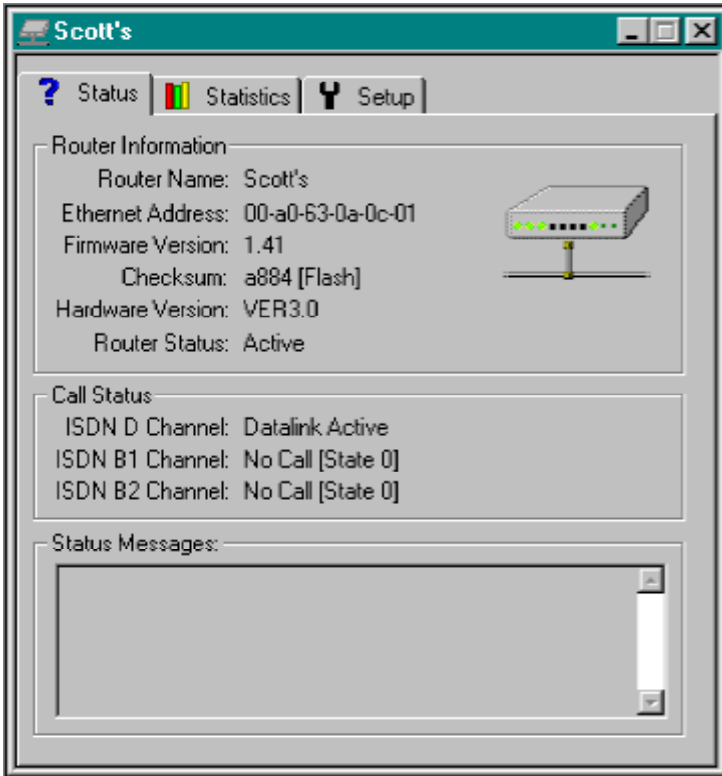 Scott's
Status Statistics Setup
Router Information
Router Name: Scott's
Ethernet Address: 00-a0-63-0a-0c-01
Firmware Version: 1.41
Checksum: a884 [Flash]
Hardware Version: VER3.0
Router Status: Active
Call Status
ISDN D Channel: Datalink Active
ISDN B1 Channel: No Call [State 0]
ISDN B2 Channel: No Call [State 0]
Status Messages: